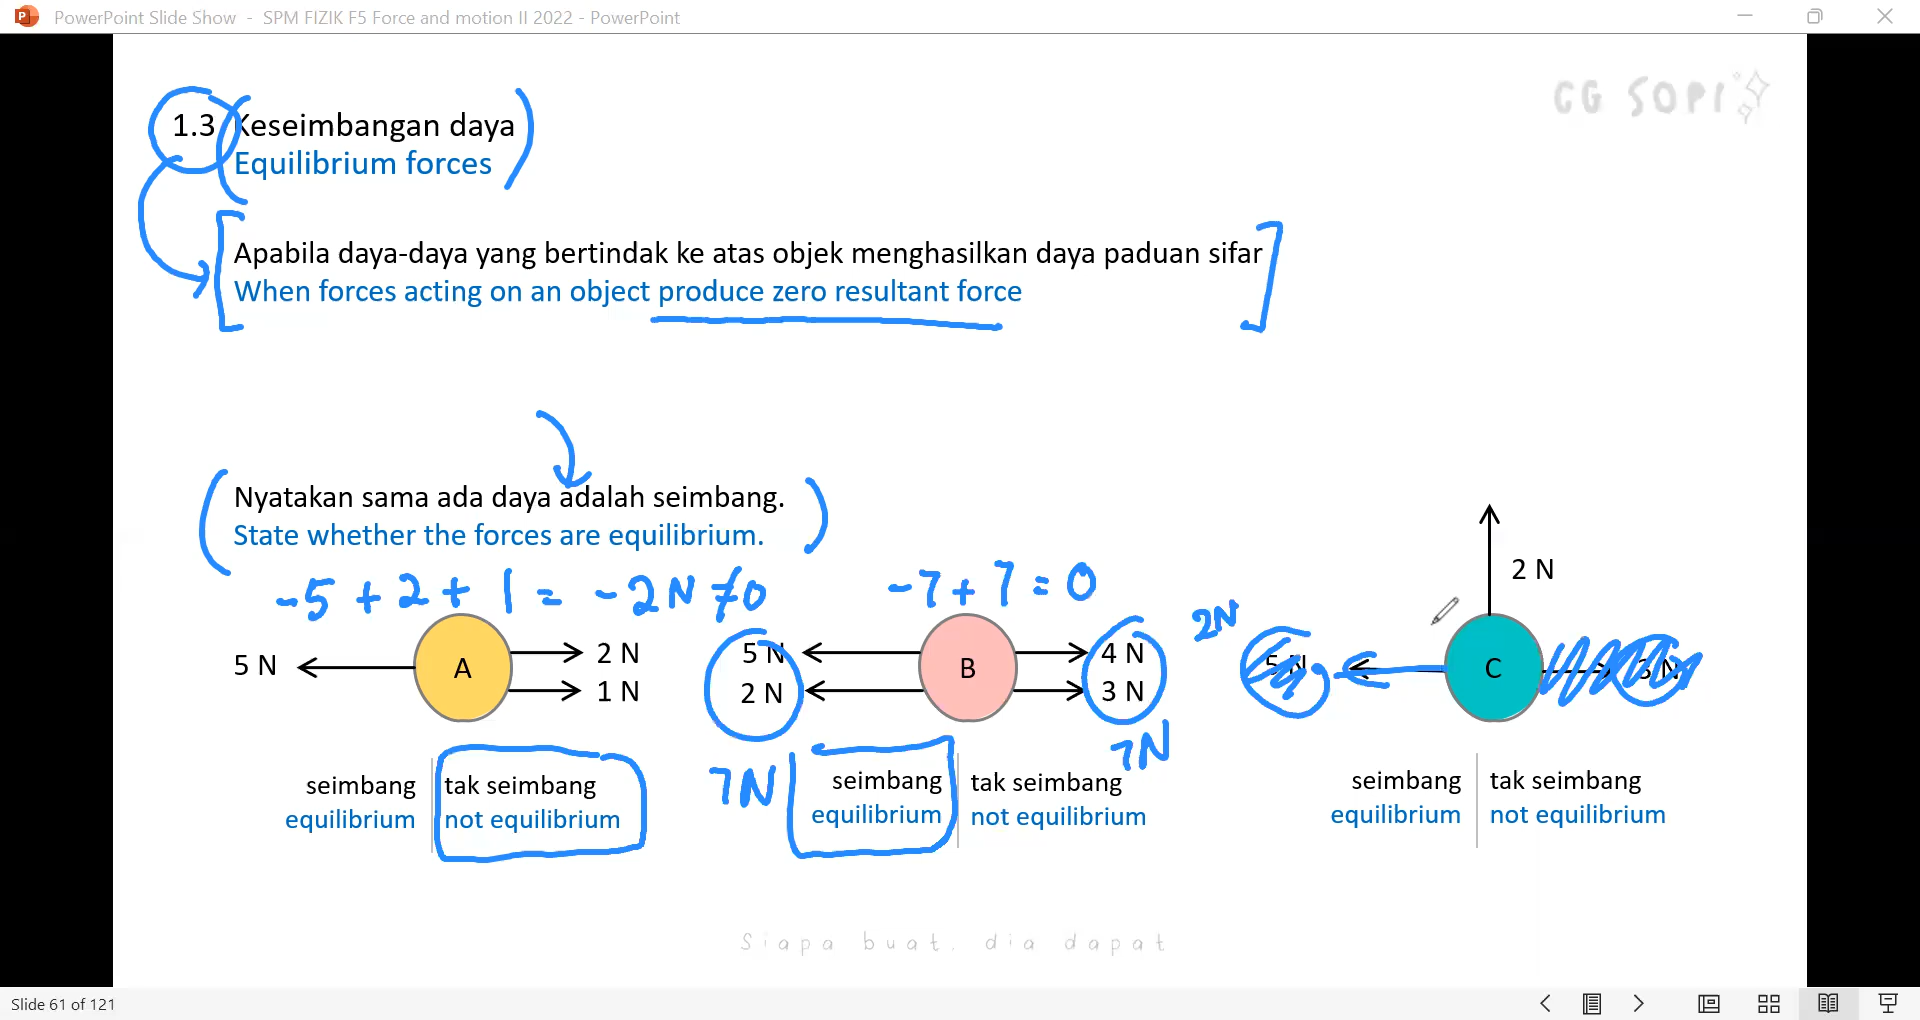 PowerPoint Slide Show - SPM FIZIK F5 Force and motion II 2022 - PowerPoint
CG SOPI
1.3 Keseimbangan daya
Equilibrium forces
Apabila daya-daya yang bertindak ke atas objek menghasilkan daya paduan sifar
When forces acting on an object produce zero resultant force
Nyatakan sama ada daya adalah seimbang.
State whether the forces are equilibrium.
-5 + 2 + 1 = -2N ≠0
-7 + 7 = 0
2 N
2N
5 N
A
2 N
1 N
5 N
2 N
B
4 N
3 N
5 N
C
3 N
7N
7N
seimbang
equilibrium
tak seimbang
not equilibrium
seimbang
equilibrium
tak seimbang
not equilibrium
seimbang
equilibrium
tak seimbang
not equilibrium
Siapa buat, dia dapat
Slide 61 of 121